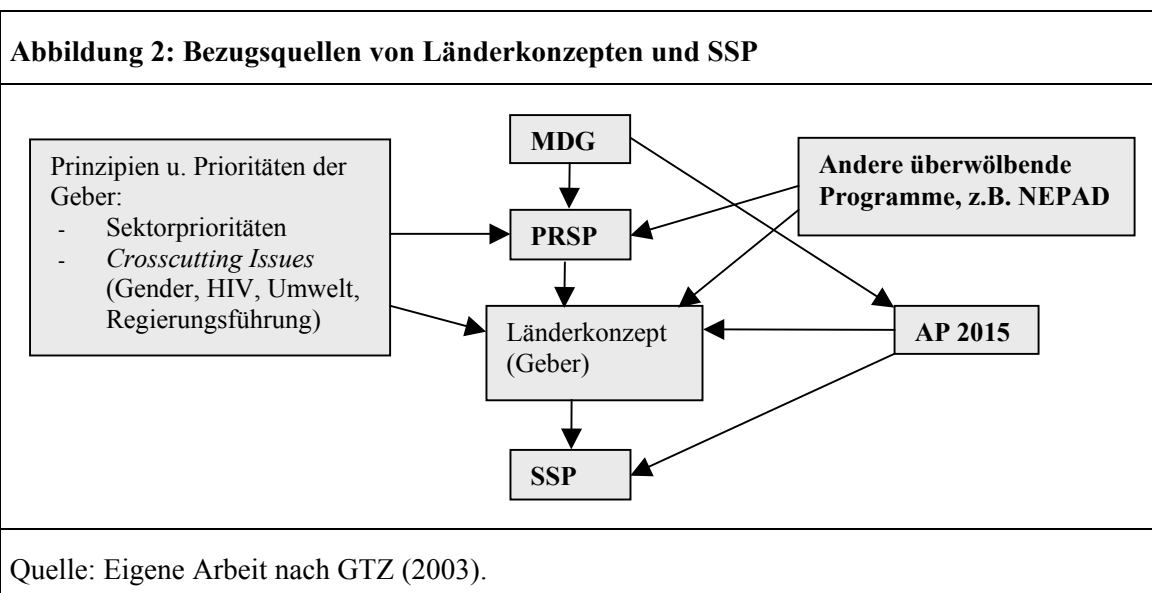 Abbildung 2: Bezugsquellen von Länderkonzepten und SSP
Prinzipien u. Prioritäten der
Geber:
- Sektorprioritäten
- Crosscutting Issues
(Gender, HIV, Umwelt,
Regierungsführung)
MDG
PRSP
Länderkonzept
(Geber)
SSP
Andere überwölbende
Programme, z.B. NEPAD
AP 2015
Quelle: Eigene Arbeit nach GTZ (2003).